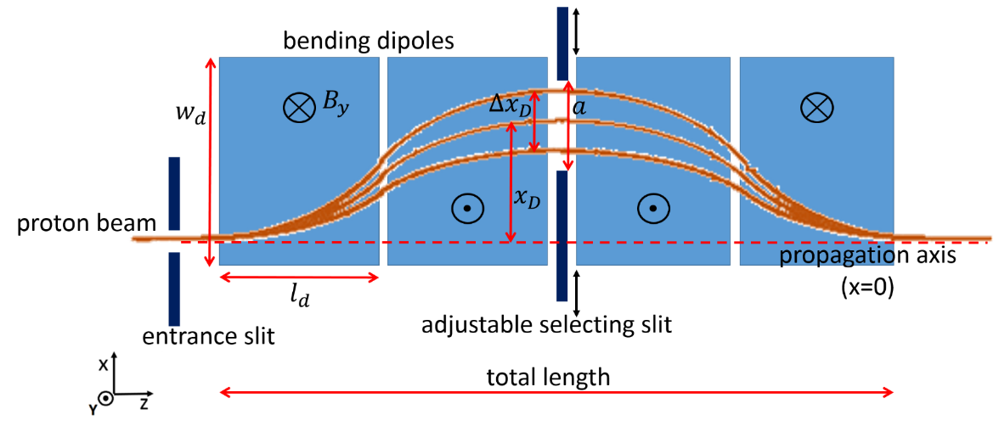 bending dipoles
w_d
B_y
Δx_D
a
x_D
proton beam
propagation axis
(x=0)
l_d
entrance slit
adjustable selecting slit
total length
X
Y
Z